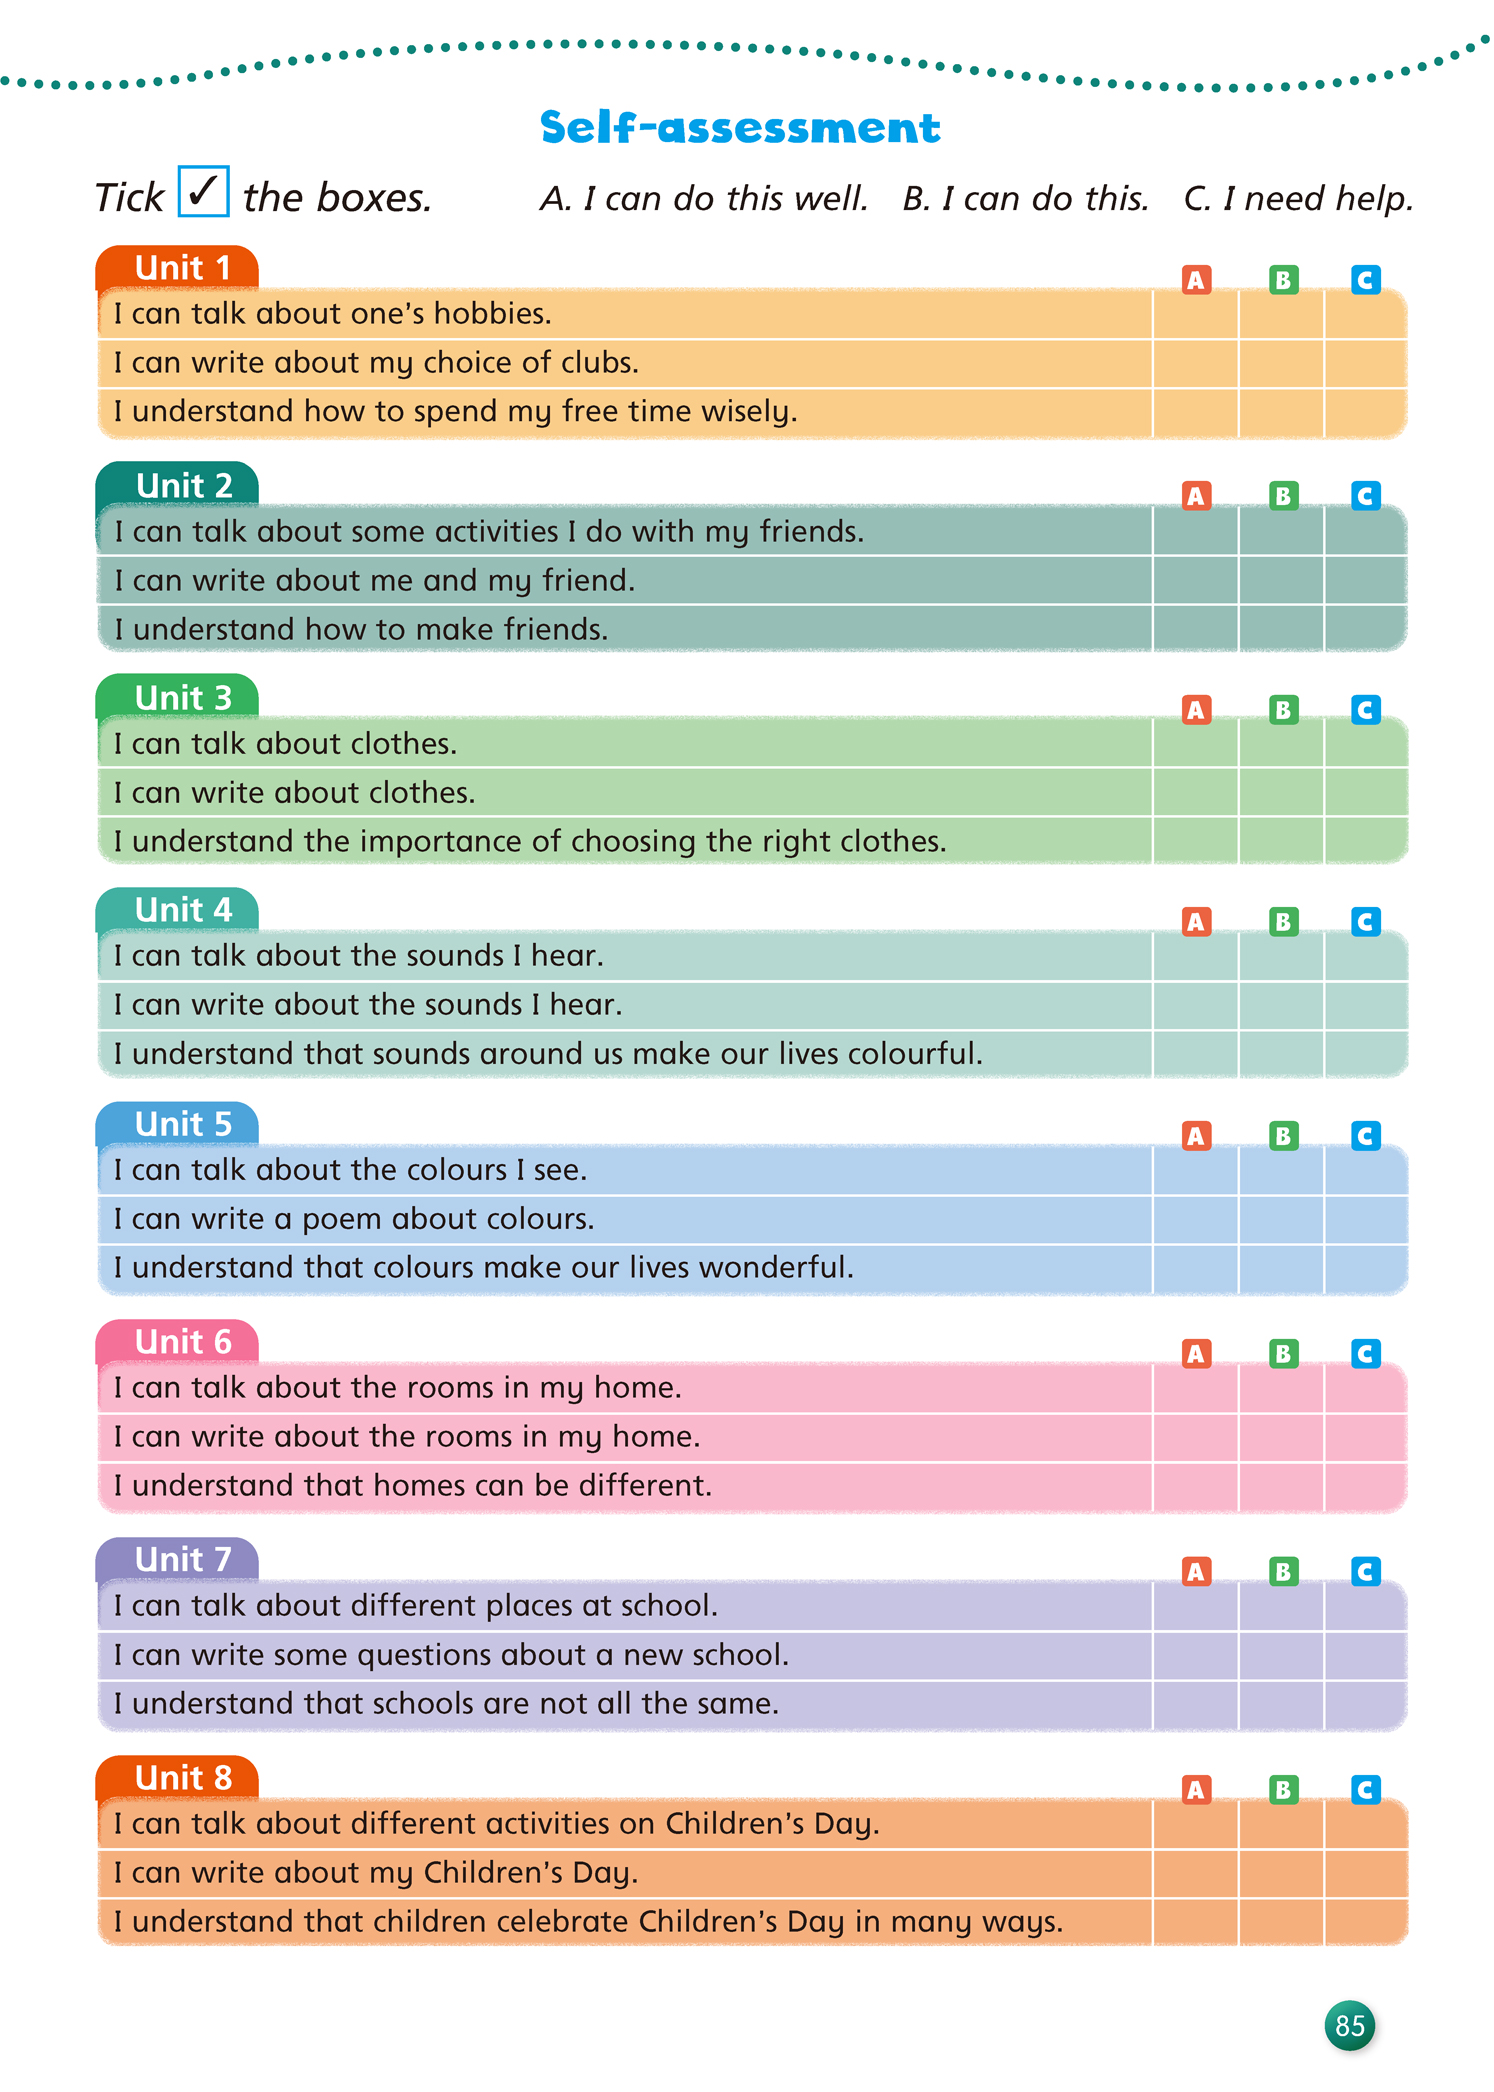 Self-assessment
Tick ✓ the boxes. A. I can do this well. B. I can do this. C. I need help.
Unit 1
A B C
I can talk about one's hobbies.
I can write about my choice of clubs.
I understand how to spend my free time wisely.
Unit 2
A B C
I can talk about some activities I do with my friends.
I can write about me and my friend.
I understand how to make friends.
Unit 3
A B C
I can talk about clothes.
I can write about clothes.
I understand the importance of choosing the right clothes.
Unit 4
A B C
I can talk about the sounds I hear.
I can write about the sounds I hear.
I understand that sounds around us make our lives colourful.
Unit 5
A B C
I can talk about the colours I see.
I can write a poem about colours.
I understand that colours make our lives wonderful.
Unit 6
A B C
I can talk about the rooms in my home.
I can write about the rooms in my home.
I understand that homes can be different.
Unit 7
A B C
I can talk about different places at school.
I can write some questions about a new school.
I understand that schools are not all the same.
Unit 8
A B C
I can talk about different activities on Children's Day.
I can write about my Children's Day.
I understand that children celebrate Children's Day in many ways.
85